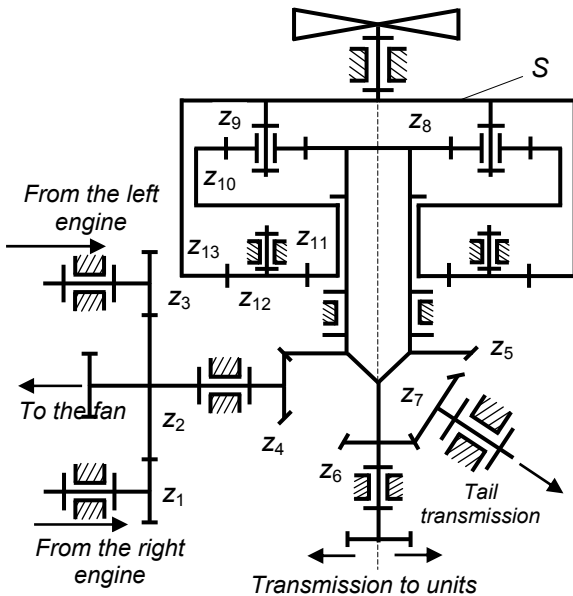 S
z9
z8
z10
From the left
engine
z13
z11
z3
z12
z5
To the fan
z2
z4
z7
z6
z1
Tail
transmission
From the right
engine
Transmission to units